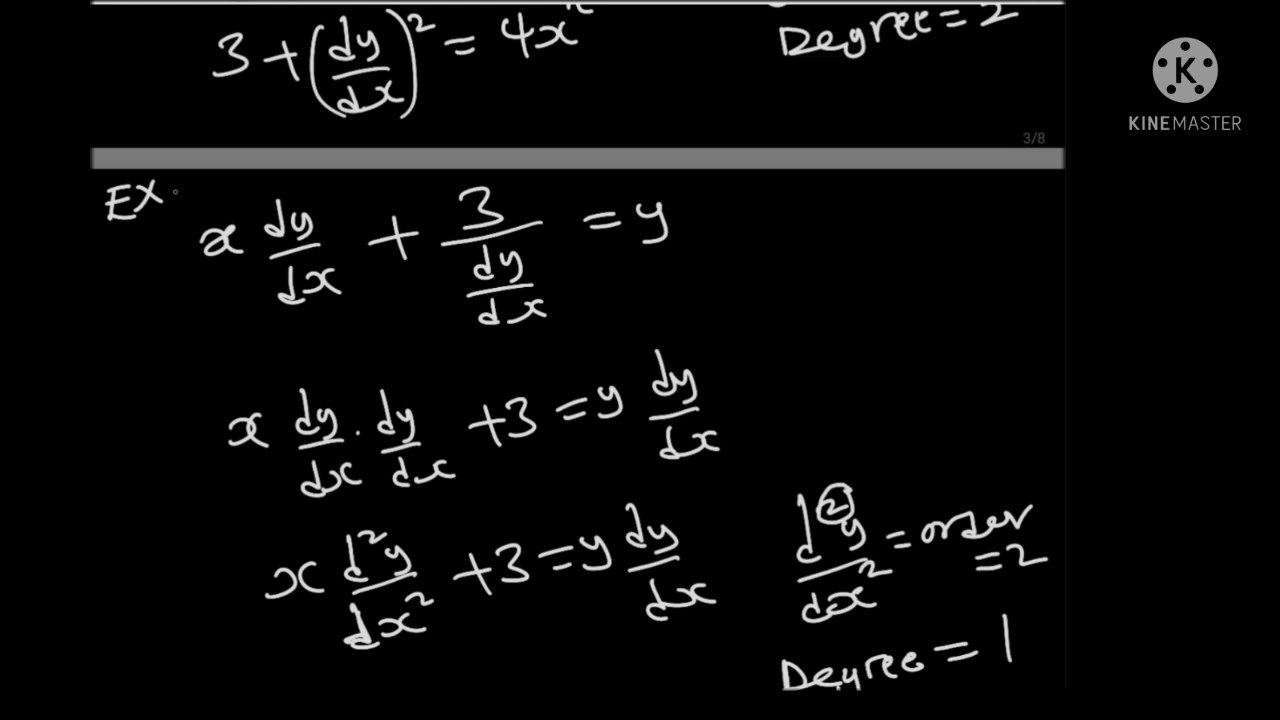 3 + (dy/dx)² = 4x²
Degree = 2
KINEMASTER
3/8
EX.
x dy/dx + 3/(dy/dx) = y
x dy/dx . dy/dx + 3 = y dy/dx
x d²y/dx² + 3 = y dy/dx
d²y/dx² = order = 2
Degree = 1